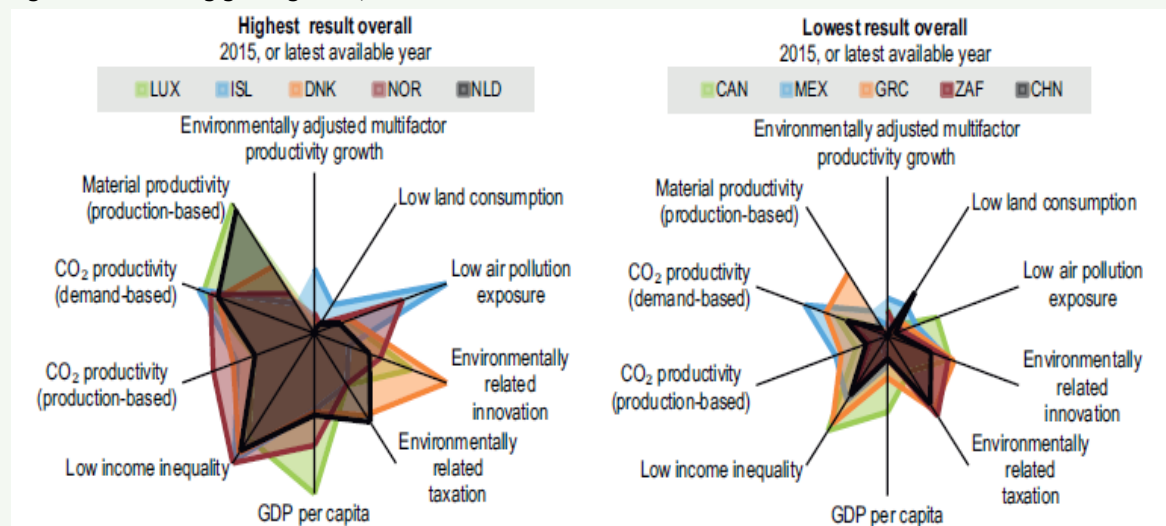 Highest result overall
2015, or latest available year
LUX ISL DNK NOR NLD
Environmentally adjusted multifactor
productivity growth
Material productivity
(production-based)
Low land consumption
CO₂ productivity
(demand-based)
Low air pollution
exposure
CO₂ productivity
(production-based)
Environmentally
related
innovation
Low income inequality
Environmentally
related
taxation
GDP per capita
Lowest result overall
2015, or latest available year
CAN MEX GRC ZAF CHN
Environmentally adjusted multifactor
productivity growth
Material productivity
(production-based)
Low land consumption
CO₂ productivity
(demand-based)
Low air pollution
exposure
CO₂ productivity
(production-based)
Environmentally
related
innovation
Low income inequality
Environmentally
related
taxation
GDP per capita